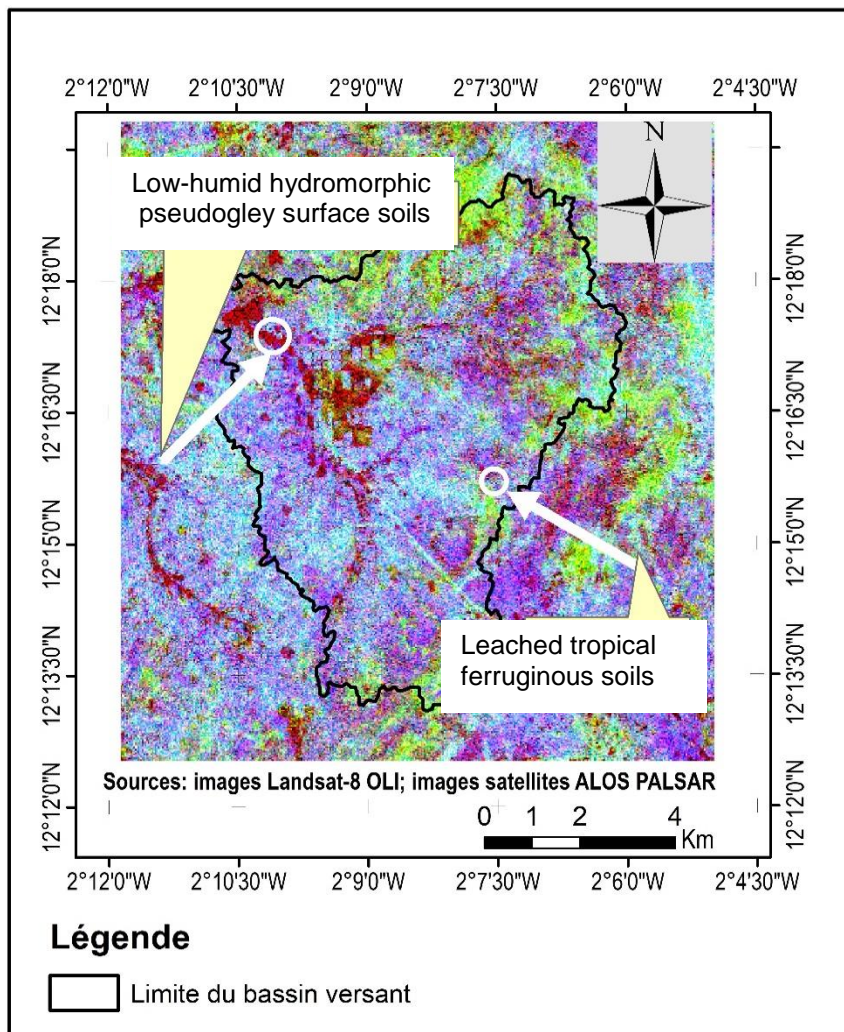 2°12'0"W 2°10'30"W 2°9'0"W 2°7'30"W 2°6'0"W 2°4'30"W
N
Low-humid hydromorphic
pseudogley surface soils
12°18'0"N 12°18'0"N
12°16'30"N 12°16'30"N
12°15'0"N 12°15'0"N
Leached tropical
ferruginous soils
12°13'30"N 12°13'30"N
Sources: images Landsat-8 OLI; images satellites ALOS PALSAR
12°12'0"N 12°12'0"N
0 1 2 4
Km
2°12'0"W 2°10'30"W 2°9'0"W 2°7'30"W 2°6'0"W 2°4'30"W
Légende
Limite du bassin versant